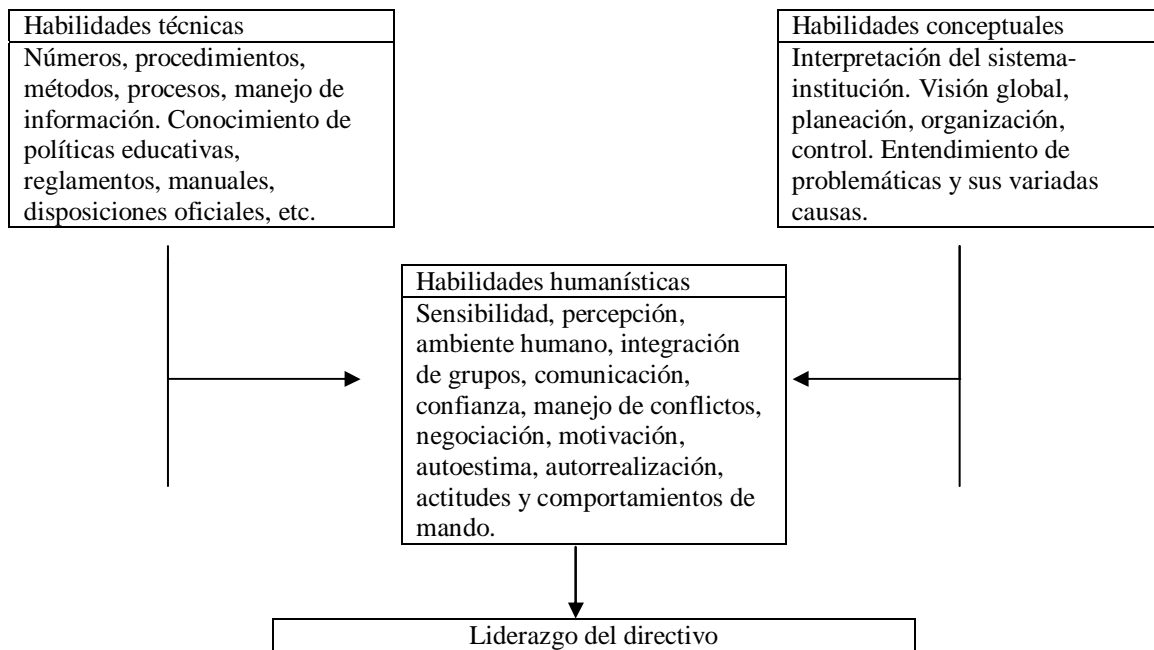 Habilidades técnicas
Números, procedimientos,
métodos, procesos, manejo de
información. Conocimiento de
políticas educativas,
reglamentos, manuales,
disposiciones oficiales, etc.
Habilidades conceptuales
Interpretación del sistema-
institución. Visión global,
planeación, organización,
control. Entendimiento de
problemáticas y sus variadas
causas.
Habilidades humanísticas
Sensibilidad, percepción,
ambiente humano, integración
de grupos, comunicación,
confianza, manejo de conflictos,
negociación, motivación,
autoestima, autorrealización,
actitudes y comportamientos de
mando.
Liderazgo del directivo